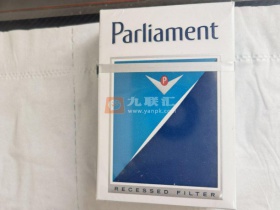 Parliament
P
九联汇
www.yanpk.com
RECESSED FILTER